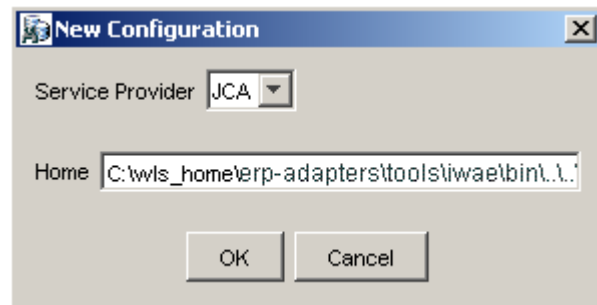 New Configuration
Service Provider JCA
Home C:\wls_home\erp-adapters\tools\iwae\bin\..\..\
OK Cancel